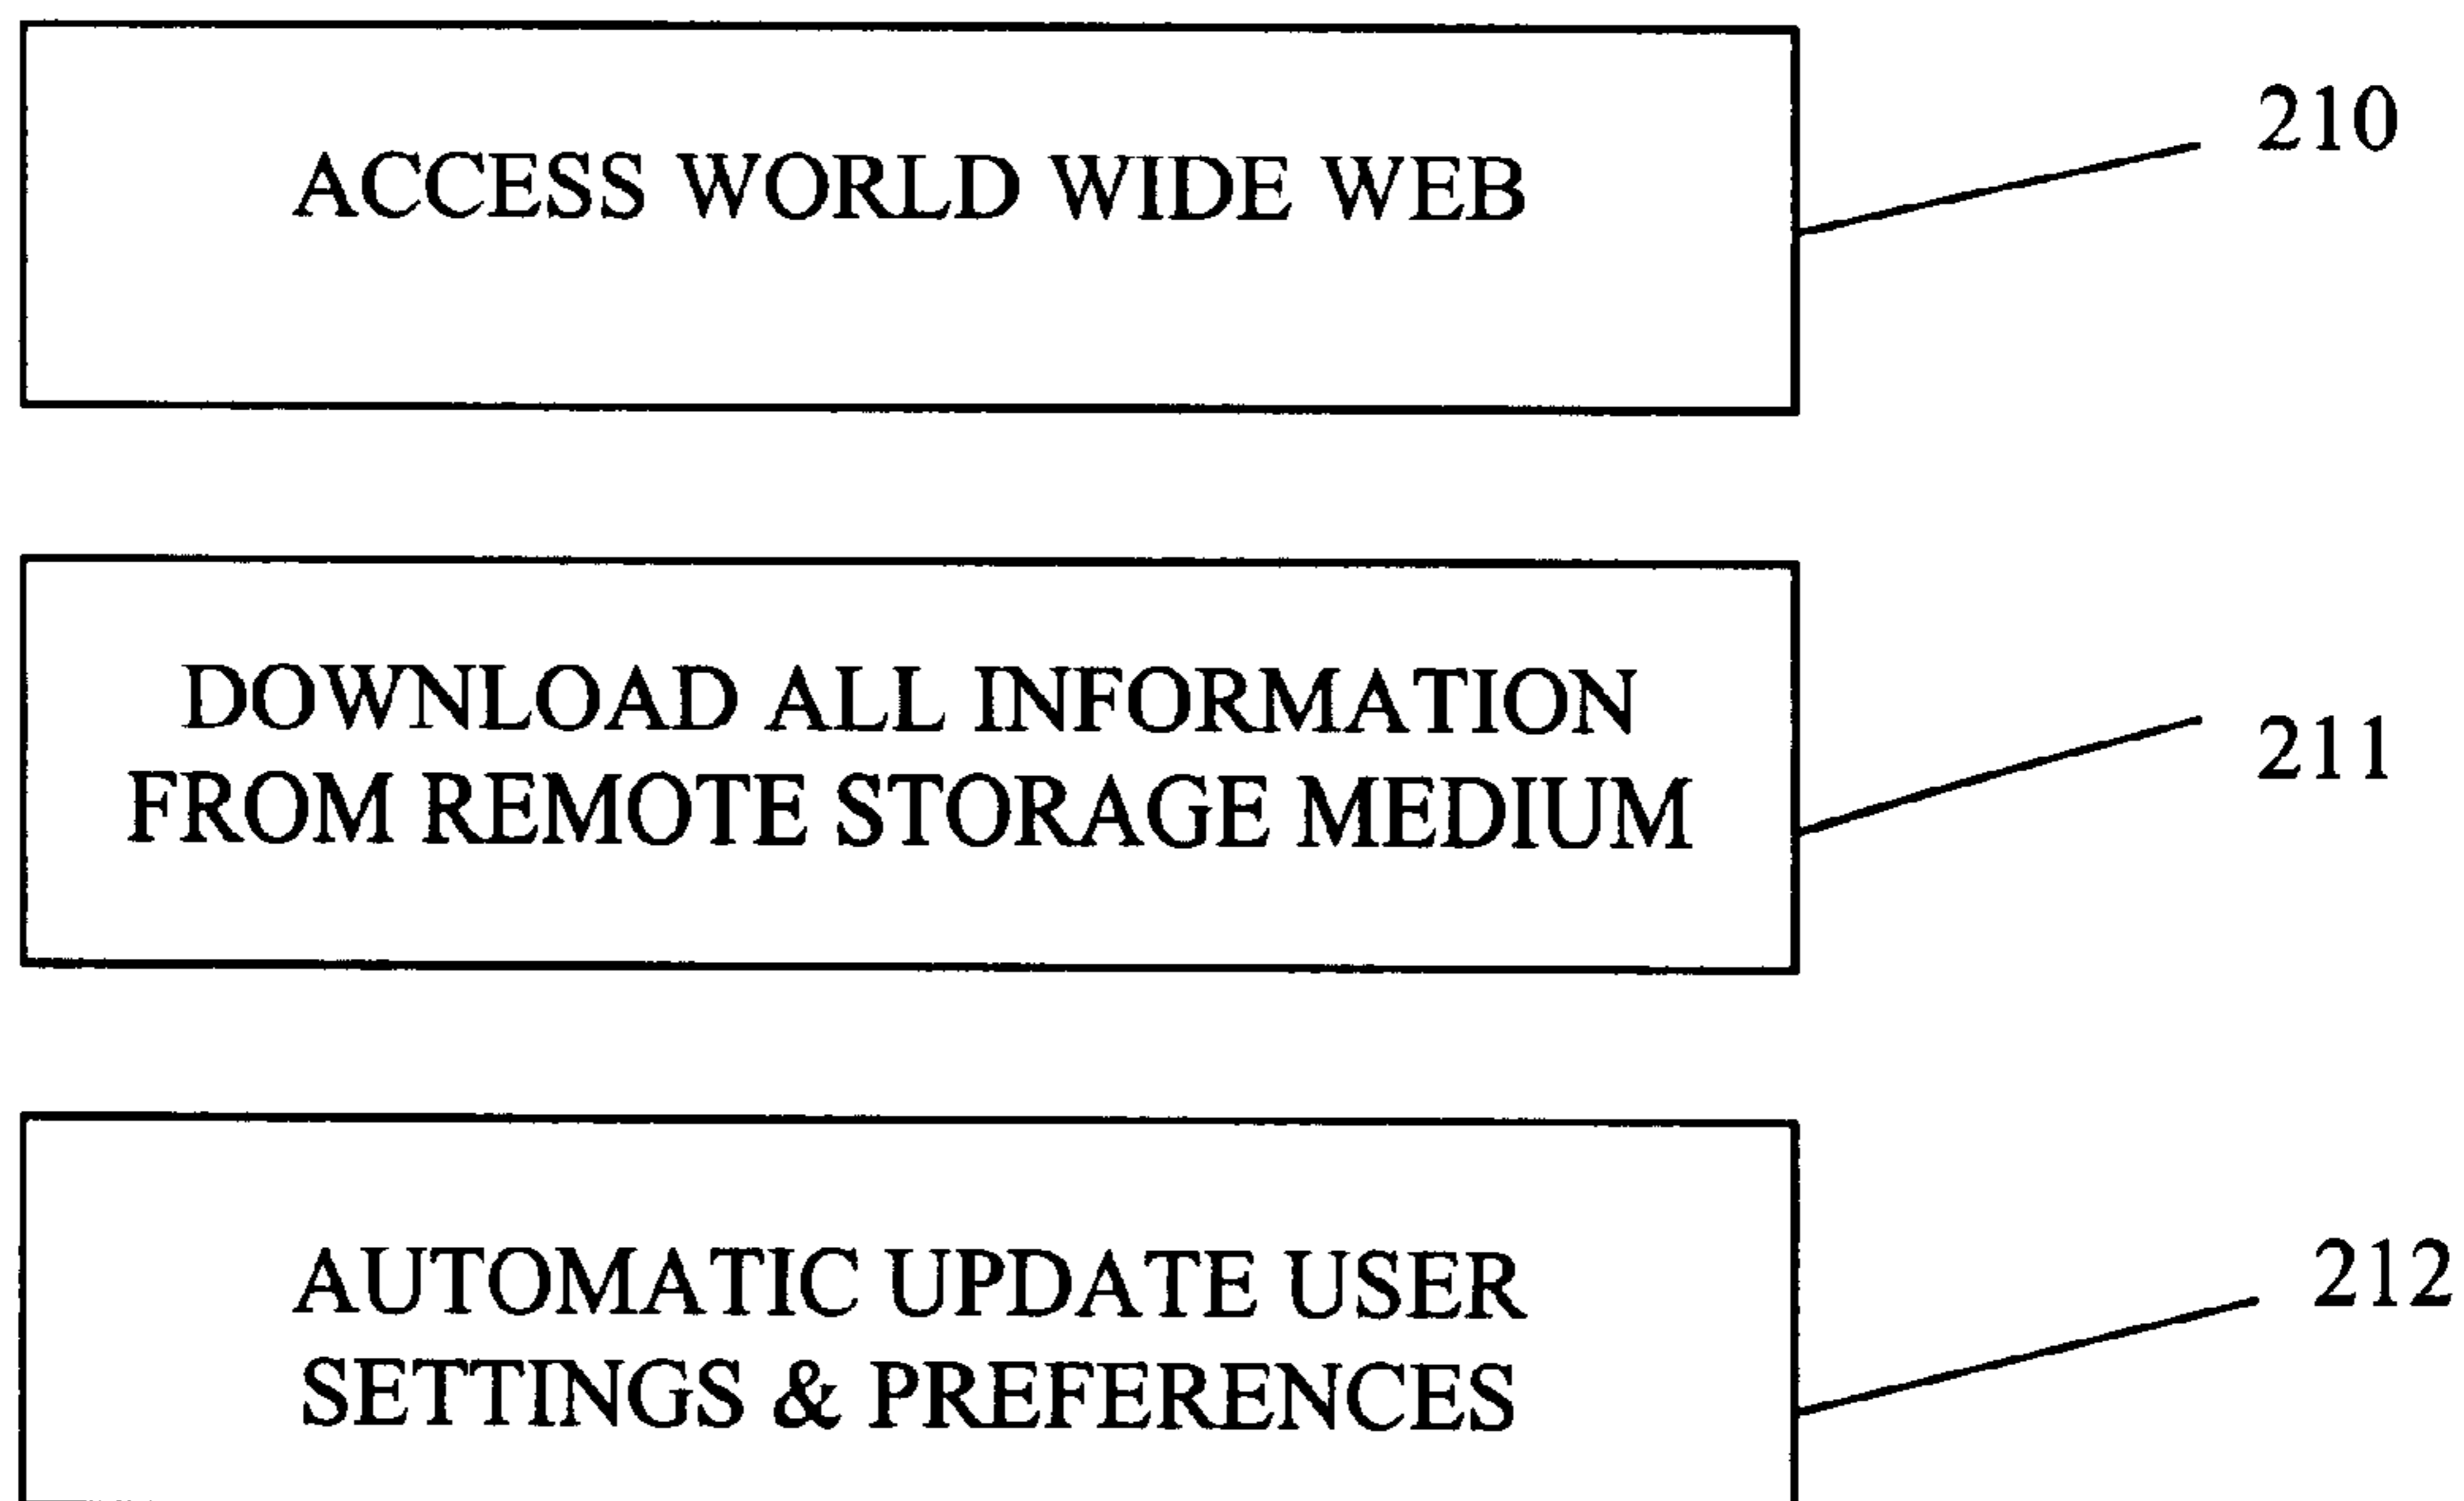 ACCESS WORLD WIDE WEB
210
DOWNLOAD ALL INFORMATION
FROM REMOTE STORAGE MEDIUM
211
AUTOMATIC UPDATE USER
SETTINGS & PREFERENCES
212